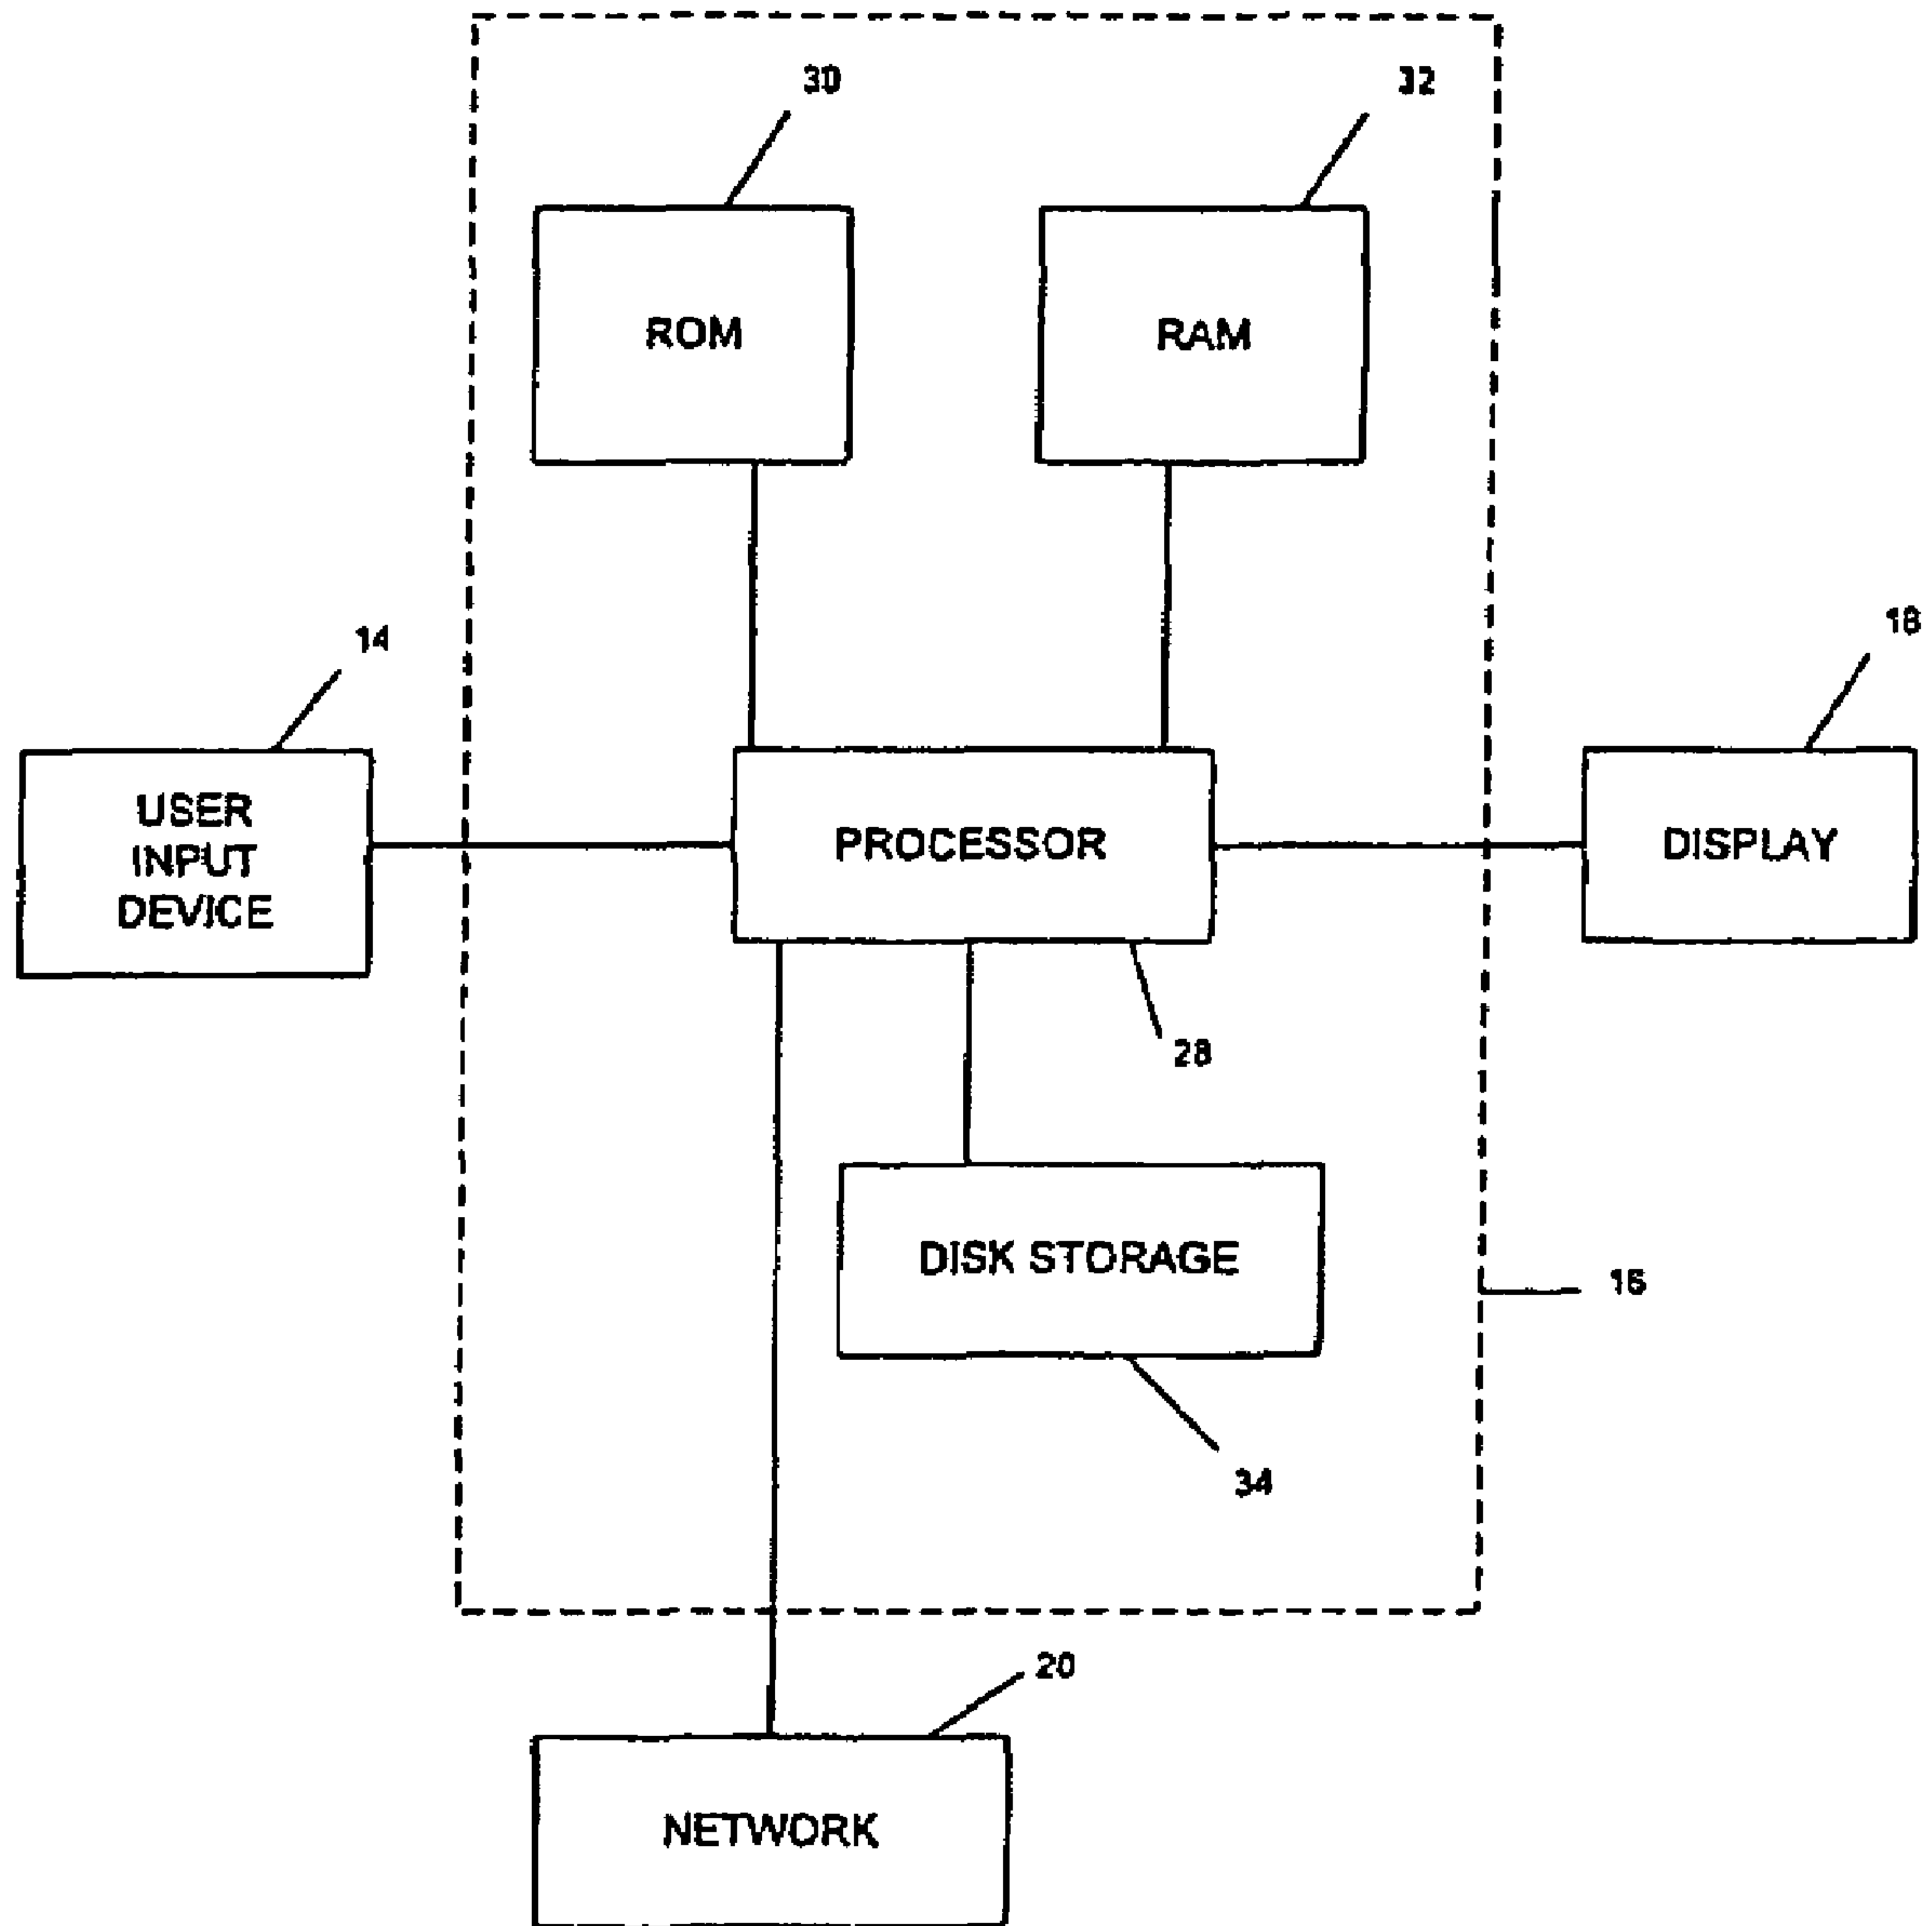 30
32
ROM
RAM
14
18
USER
INPUT
DEVICE
PROCESSOR
DISPLAY
28
DISK STORAGE
16
34
20
NETWORK